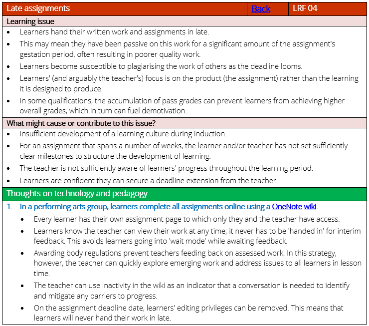 Late assignments Back LRF 04
Learning issue
• Learners hand their written work and assignments in late.
• This may mean they have been passive on this work for a significant amount of the assignment's
gestation period, often resulting in poorer quality work.
• Learners become susceptible to plagiarising the work of others as the deadline looms.
• Learners' (and arguably the teacher's) focus is on the product (the assignment) rather than the learning
it is designed to produce.
• In some qualifications, the accumulation of pass grades can prevent learners from achieving higher
overall grades, which in turn can fuel demotivation.
What might cause or contribute to this issue?
• Insufficient development of a learning culture during induction
• For an assignment that spans a number of weeks, the learner and/or teacher has not set sufficiently
clear milestones to structure the development of learning.
• The teacher is not sufficiently aware of learners' progress throughout the learning period.
• Learners are confident they can secure a deadline extension from the teacher
Thoughts on technology and pedagogy
1 In a performing arts group, learners complete all assignments online using a OneNote wiki
• Every learner has their own assignment page to which only they and the teacher have access.
• Learners know the teacher can view their work at any time; it never has to be 'handed in' for interim
feedback. This avoids learners going into 'wait mode' while awaiting feedback.
• Awarding body regulations prevent teachers feeding back on assessed work. In this strategy,
however, the teacher can quickly explore emerging work and address issues to all learners in lesson
time.
• The teacher can use inactivity in the wiki as an indicator that a conversation is needed to identify
and mitigate any barriers to progress.
• On the assignment deadline date, learners' editing privileges can be removed. This means that
learners will never hand their work in late.